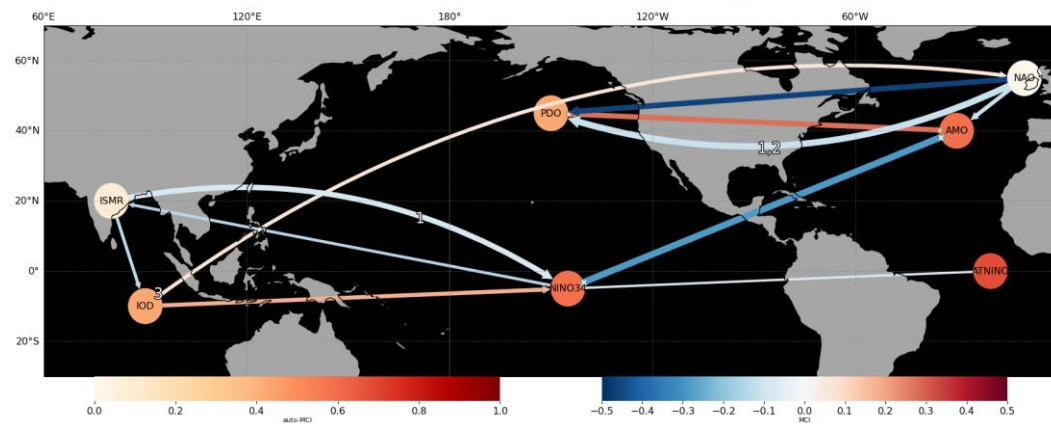 60°E 120°E 180° 120°W 60°W
60°N
NAO
PDO
40°N
AMO
1,2
20°N
ISMR
1
0°
ATNINO
NINO34
3
IOD
20°S
0.0 0.2 0.4 0.6 0.8 1.0
auto-MCI
−0.5 −0.4 −0.3 −0.2 −0.1 0.0 0.1 0.2 0.3 0.4 0.5
MCI